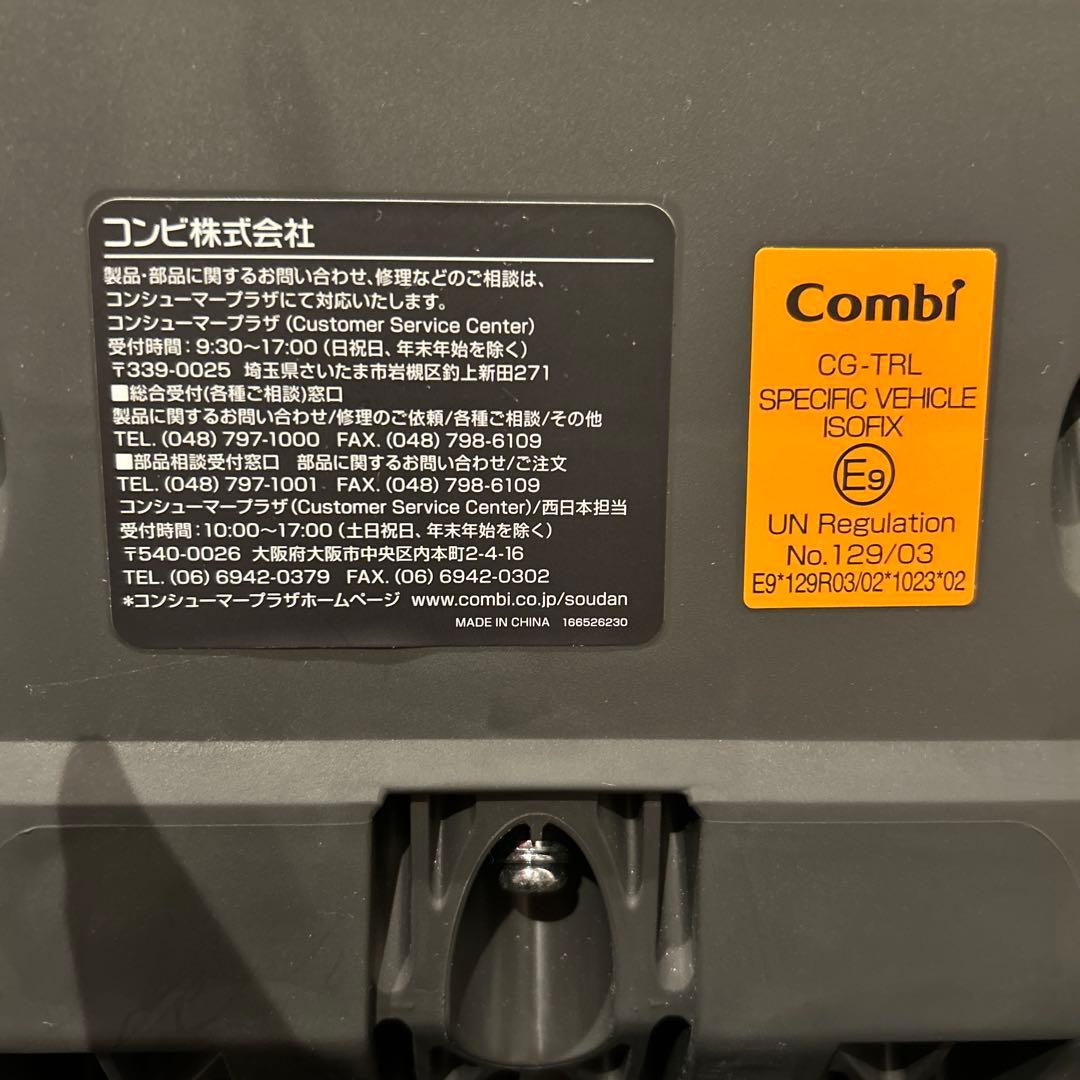 コンビ株式会社
製品・部品に関するお問い合わせ、修理などのご相談は、
コンシューマープラザにて対応いたします。
コンシューマープラザ(Customer Service Center)
受付時間：9:30～17:00(日祝日、年末年始を除く)
〒339-0025 埼玉県さいたま市岩槻区釣上新田271
■総合受付(各種ご相談)窓口
製品に関するお問い合わせ/修理のご依頼/各種ご相談/その他
TEL. (048) 797-1000 FAX. (048) 798-6109
■部品相談受付窓口 部品に関するお問い合わせ/ご注文
TEL. (048) 797-1001 FAX. (048) 798-6109
コンシューマープラザ(Customer Service Center)/西日本担当
受付時間：10:00～17:00(土日祝日、年末年始を除く)
〒540-0026 大阪府大阪市中央区内本町2-4-16
TEL. (06) 6942-0379 FAX. (06) 6942-0302
*コンシューマープラザホームページ www.combi.co.jp/soudan
MADE IN CHINA 166526230
Combi
CG-TRL
SPECIFIC VEHICLE
ISOFIX
E9
UN Regulation
No.129/03
E9*129R03/02*1023*02